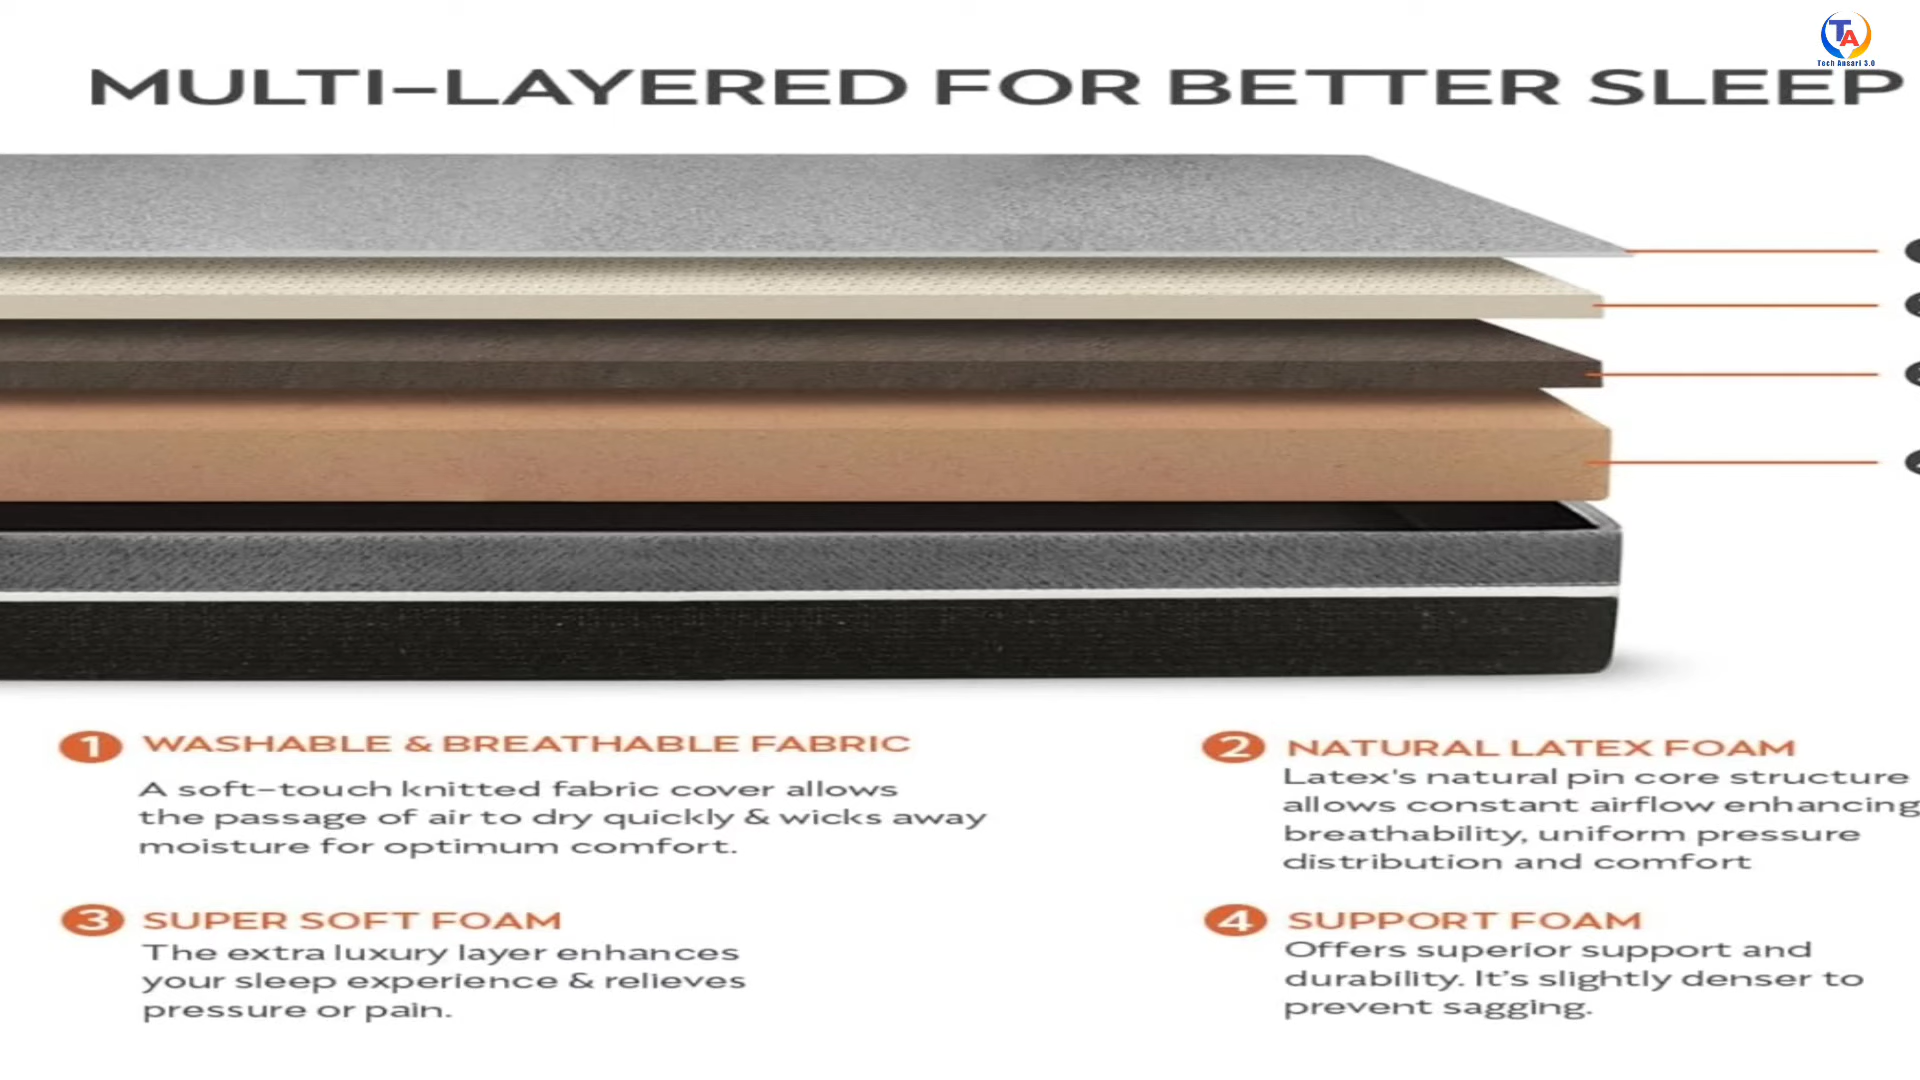 TA
Tech Ansari 3.0
MULTI-LAYERED FOR BETTER SLEEP
1 WASHABLE & BREATHABLE FABRIC
A soft-touch knitted fabric cover allows
the passage of air to dry quickly & wicks away
moisture for optimum comfort.
2 NATURAL LATEX FOAM
Latex's natural pin core structure
allows constant airflow enhancing
breathability, uniform pressure
distribution and comfort
3 SUPER SOFT FOAM
The extra luxury layer enhances
your sleep experience & relieves
pressure or pain.
4 SUPPORT FOAM
Offers superior support and
durability. It's slightly denser to
prevent sagging.